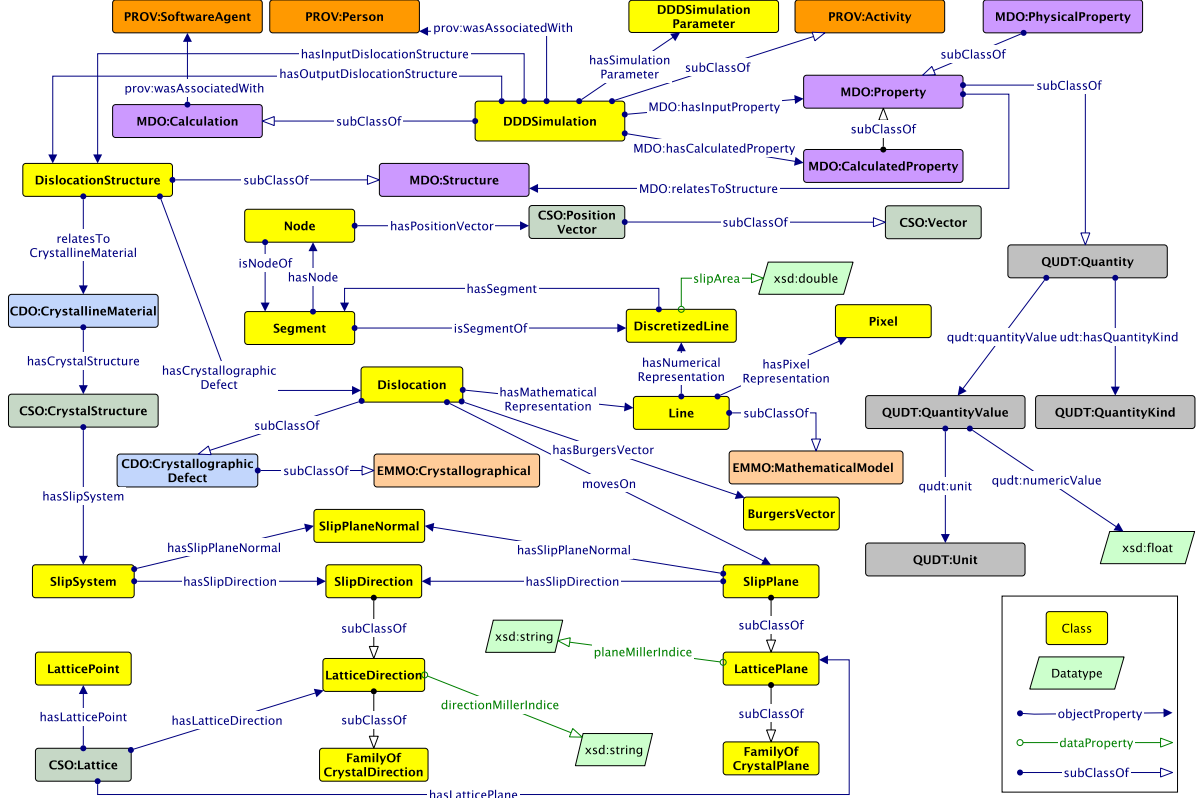 PROV:SoftwareAgent
PROV:Person
DDDSimulation
Parameter
PROV:Activity
MDO:PhysicalProperty
prov:wasAssociatedWith
hasInputDislocationStructure
hasOutputDislocationStructure
prov:wasAssociatedWith
hasSimulation
Parameter
subClassOf
subClassOf
subClassOf
MDO:Calculation
subClassOf
DDDSimulation
MDO:hasInputProperty
MDO:Property
subClassOf
MDO:hasCalculatedProperty
MDO:CalculatedProperty
DislocationStructure
subClassOf
MDO:Structure
MDO:relatesToStructure
Node
hasPositionVector
CSO:Position
Vector
subClassOf
CSO:Vector
relatesTo
CrystallineMaterial
isNodeOf
hasNode
QUDT:Quantity
slipArea
xsd:double
hasSegment
CDO:CrystallineMaterial
Segment
isSegmentOf
DiscretizedLine
Pixel
qudt:quantityValue
udt:hasQuantityKind
hasCrystalStructure
hasCrystallographic
Defect
Dislocation
hasNumerical
Representation
hasPixel
Representation
hasMathematical
Representation
CSO:CrystalStructure
Line
subClassOf
QUDT:QuantityValue
QUDT:QuantityKind
subClassOf
hasBurgersVector
CDO:Crystallographic
Defect
subClassOf
EMMO:Crystallographical
EMMO:MathematicalModel
movesOn
qudt:unit
qudt:numericValue
hasSlipSystem
BurgersVector
SlipPlaneNormal
hasSlipPlaneNormal
hasSlipPlaneNormal
QUDT:Unit
xsd:float
SlipSystem
hasSlipDirection
SlipDirection
hasSlipDirection
SlipPlane
subClassOf
xsd:string
subClassOf
planeMillerIndice
LatticePoint
LatticeDirection
LatticePlane
hasLatticePoint
hasLatticeDirection
subClassOf
directionMillerIndice
subClassOf
CSO:Lattice
FamilyOf
CrystalDirection
xsd:string
FamilyOf
CrystalPlane
hasLatticePlane
Class
Datatype
objectProperty
dataProperty
subClassOf